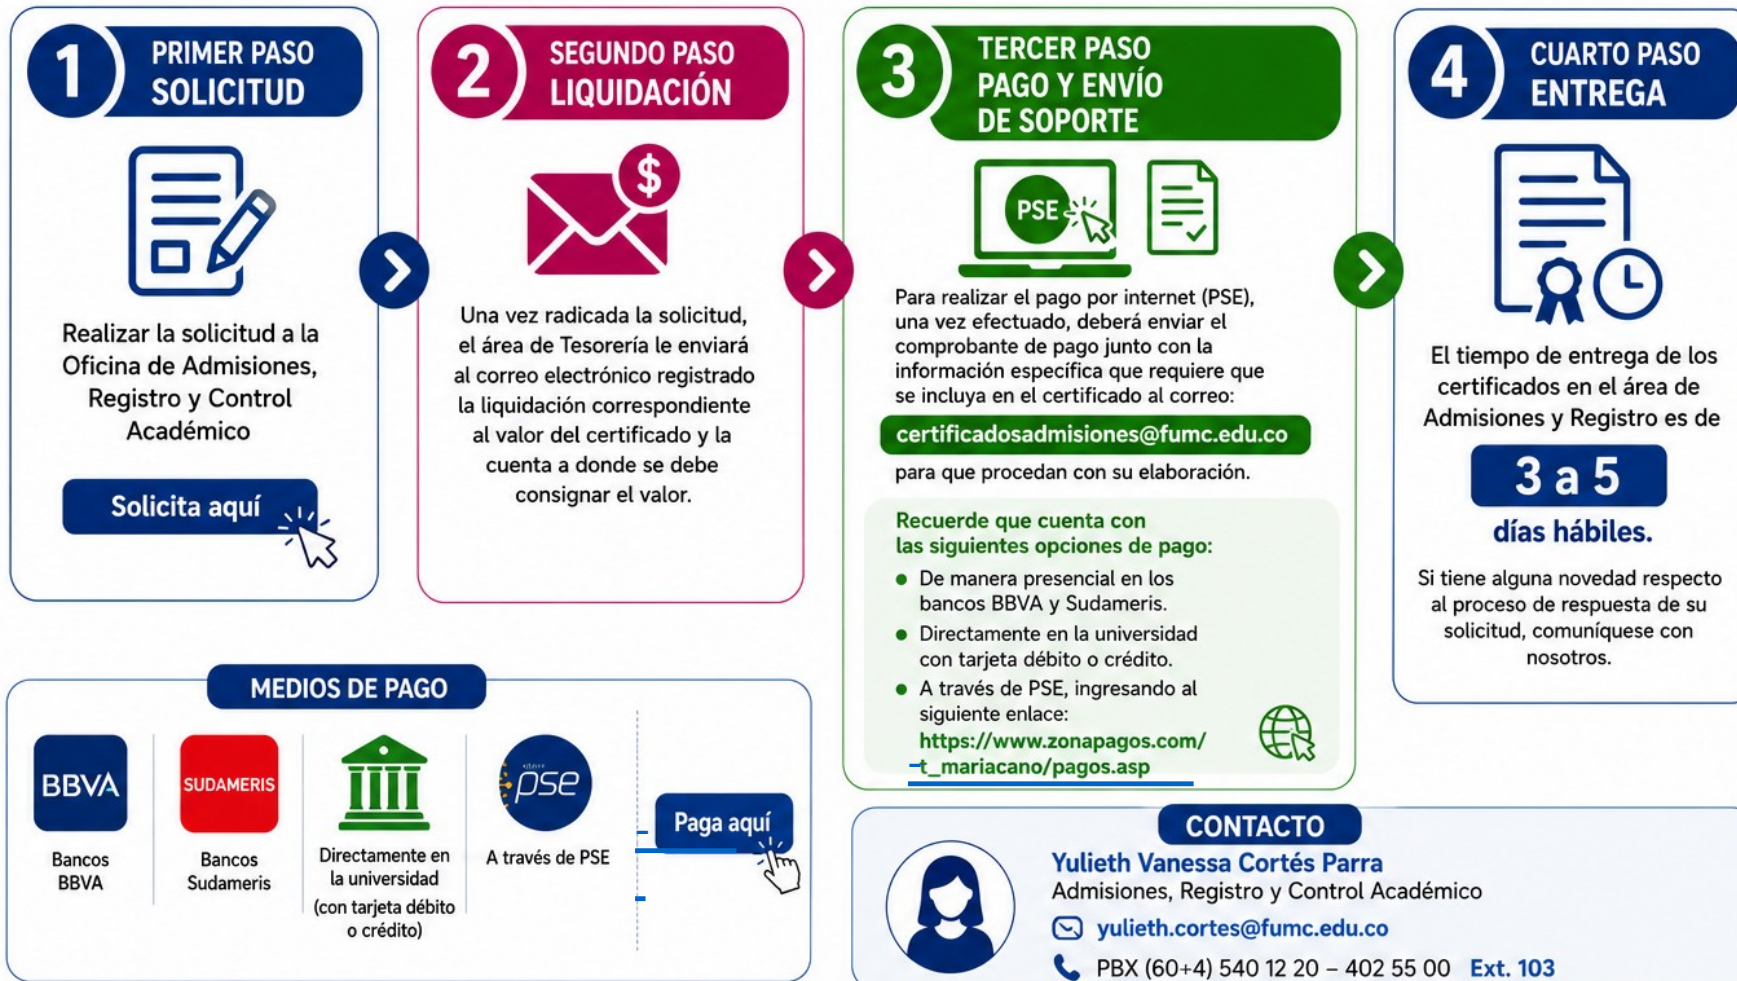 1
PRIMER PASO
SOLICITUD
Realizar la solicitud a la
Oficina de Admisiones,
Registro y Control
Académico
Solicita aquí
2
SEGUNDO PASO
LIQUIDACIÓN
$
Una vez radicada la solicitud,
el área de Tesorería le enviará
al correo electrónico registrado
la liquidación correspondiente
al valor del certificado y la
cuenta a donde se debe
consignar el valor.
3
TERCER PASO
PAGO Y ENVÍO
DE SOPORTE
PSE
Para realizar el pago por internet (PSE),
una vez efectuado, deberá enviar el
comprobante de pago junto con la
información específica que requiere que
se incluya en el certificado al correo:
certificadosadmisiones@fumc.edu.co
para que procedan con su elaboración.
Recuerde que cuenta con
las siguientes opciones de pago:
• De manera presencial en los
bancos BBVA y Sudameris.
• Directamente en la universidad
con tarjeta débito o crédito.
• A través de PSE, ingresando al
siguiente enlace:
https://www.zonapagos.com/
t_mariacano/pagos.asp
4
CUARTO PASO
ENTREGA
El tiempo de entrega de los
certificados en el área de
Admisiones y Registro es de
3 a 5
días hábiles.
Si tiene alguna novedad respecto
al proceso de respuesta de su
solicitud, comuníquese con
nosotros.
MEDIOS DE PAGO
BBVA
Bancos
BBVA
SUDAMERIS
Bancos
Sudameris
Directamente en
la universidad
(con tarjeta débito
o crédito)
pse
A través de PSE
Paga aquí
CONTACTO
Yulieth Vanessa Cortés Parra
Admisiones, Registro y Control Académico
yulieth.cortes@fumc.edu.co
PBX (60+4) 540 12 20 – 402 55 00 Ext. 103